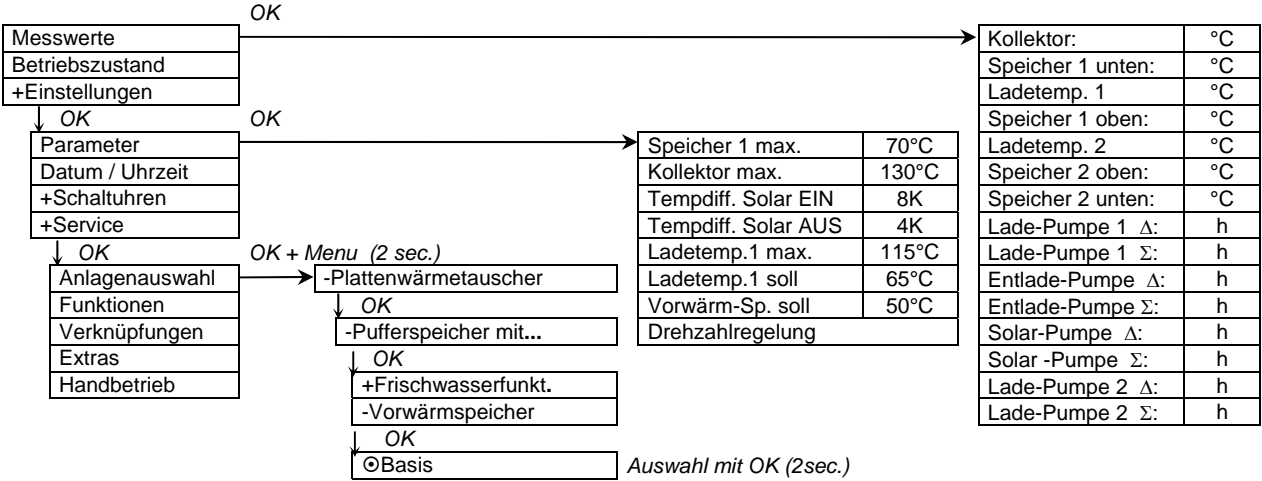 OK
Messwerte
Betriebszustand
+Einstellungen
OK
Parameter
Datum / Uhrzeit
+Schaltuhren
+Service
OK
Anlagenauswahl
Funktionen
Verknüpfungen
Extras
Handbetrieb
OK + Menu (2 sec.)
-Plattenwärmetauscher
OK
-Pufferspeicher mit...
OK
+Frischwasserfunkt.
-Vorwärmspeicher
OK
⊙Basis
Auswahl mit OK (2sec.)
OK
Speicher 1 max. 70°C
Kollektor max. 130°C
Tempdiff. Solar EIN 8K
Tempdiff. Solar AUS 4K
Ladetemp.1 max. 115°C
Ladetemp.1 soll 65°C
Vorwärm-Sp. soll 50°C
Drehzahlregelung
Kollektor: °C
Speicher 1 unten: °C
Ladetemp. 1 °C
Speicher 1 oben: °C
Ladetemp. 2 °C
Speicher 2 oben: °C
Speicher 2 unten: °C
Lade-Pumpe 1 Δ: h
Lade-Pumpe 1 Σ: h
Entlade-Pumpe Δ: h
Entlade-Pumpe Σ: h
Solar-Pumpe Δ: h
Solar -Pumpe Σ: h
Lade-Pumpe 2 Δ: h
Lade-Pumpe 2 Σ: h